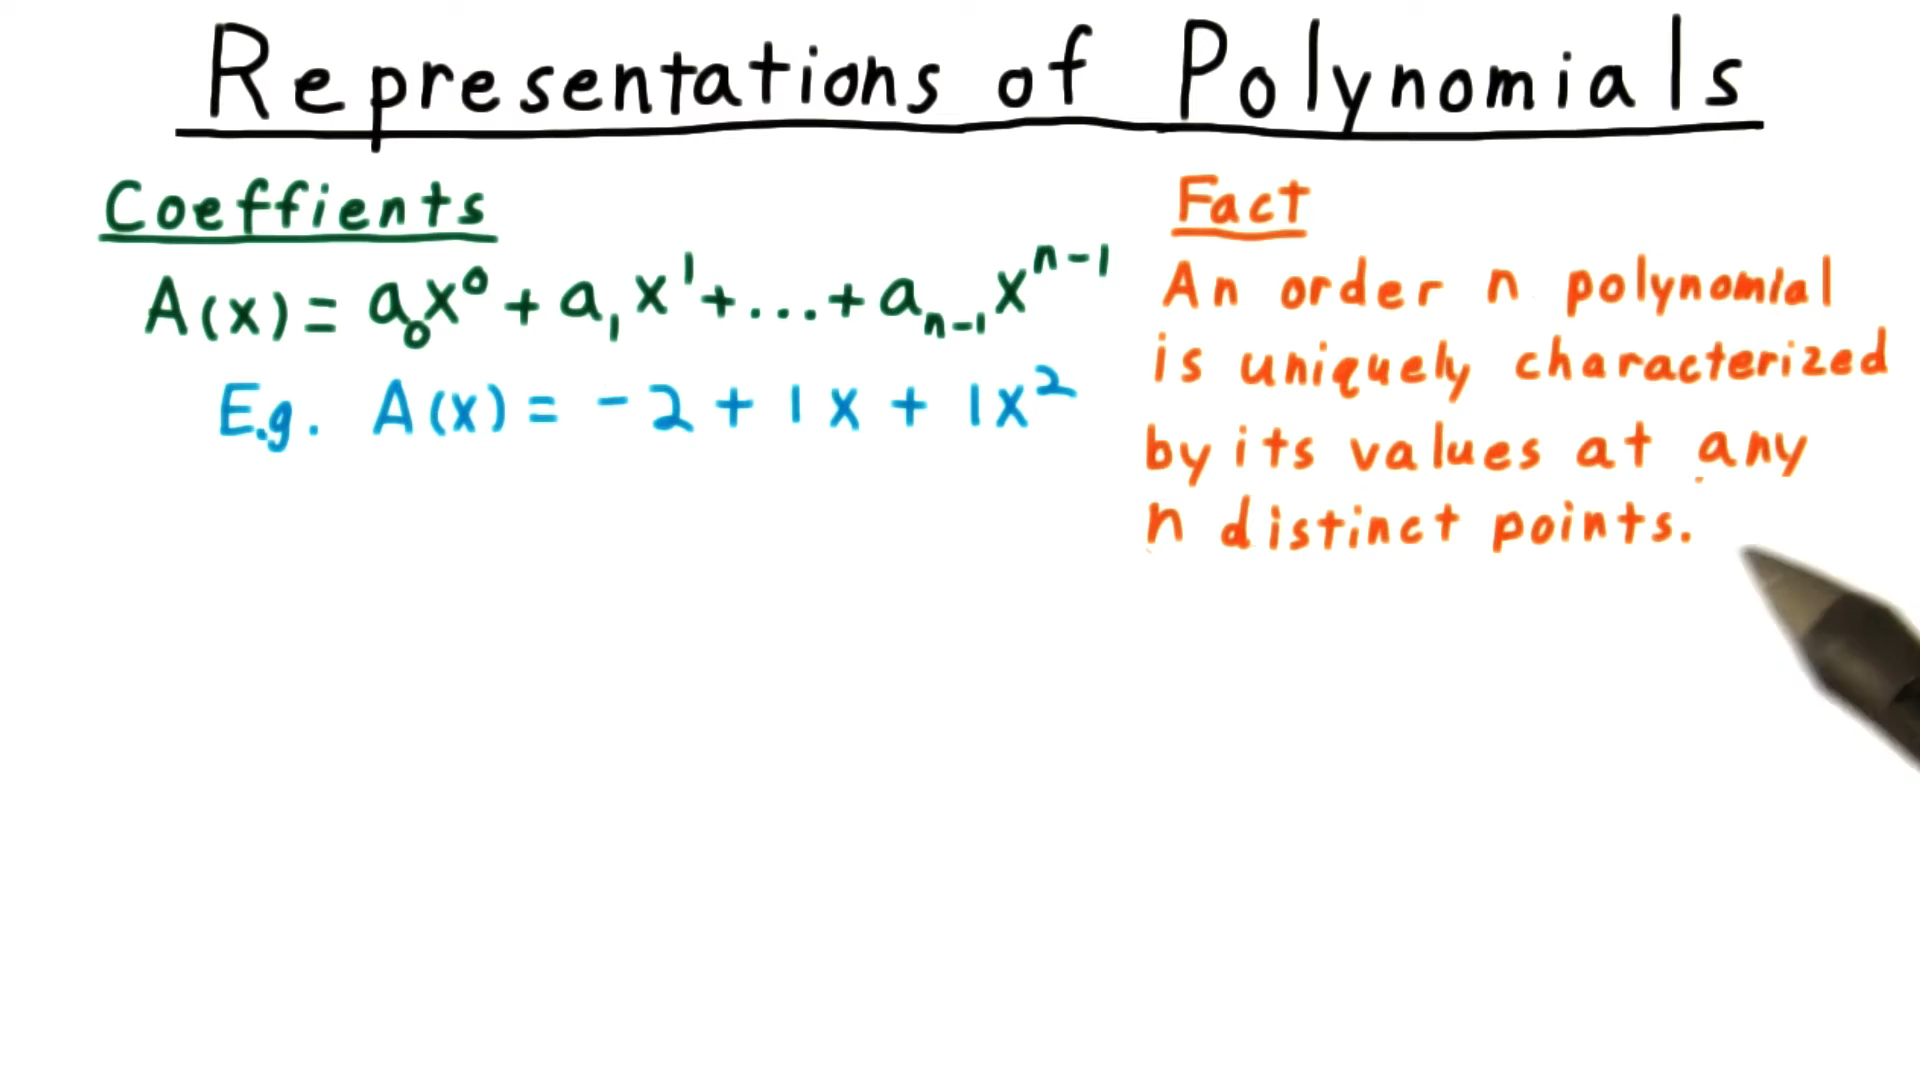 Representations of Polynomials
Coeffients
A(x) = a₀x⁰ + a₁x¹ + ... + aₙ₋₁xⁿ⁻¹
E.g. A(x) = -2 + 1x + 1x²
Fact
An order n polynomial
is uniquely characterized
by its values at any
n distinct points.